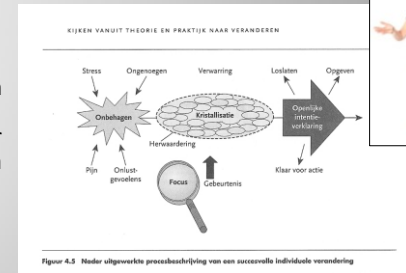 KIJKEN VANUIT THEORIE EN PRAKTIJK NAAR VERANDEREN
Stress Ongenoegen Verwarring Loslaten Opgeven
Onbehagen
Kristallisatie
Openlijke
intentie-
verklaring
Herwaardering
Pijn
Onlust-
gevoelens
Focus
Gebeurtenis
Klaar voor actie
Figuur 4.5 Nader uitgewerkte procesbeschrijving van een succesvolle individuele verandering